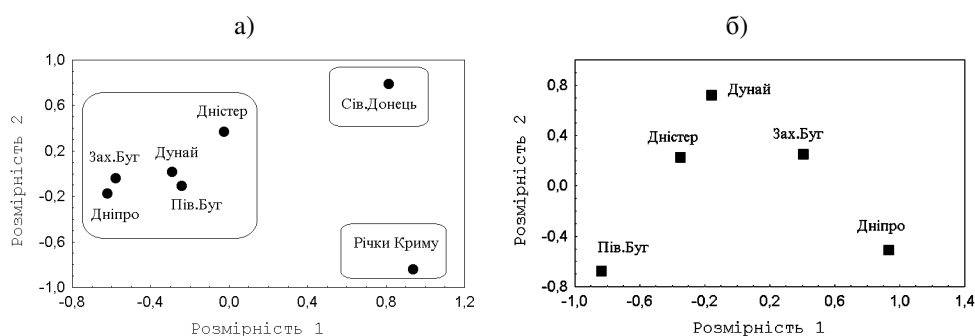 а)
б)
1,0
0,6
0,2
-0,2
-0,6
-1,0
Розмірність 2
Сів.Донець
Дністер
Зах.Буг
Дунай
Дніпро
Пів.Буг
Річки Криму
-0,8 -0,4 0,0 0,4 0,8 1,2
Розмірність 1
0,8
0,4
0,0
-0,4
-0,8
Розмірність 2
Дунай
Дністер
Зах.Буг
Дніпро
Пів.Буг
-1,0 -0,6 -0,2 0,2 0,6 1,0 1,4
Розмірність 1